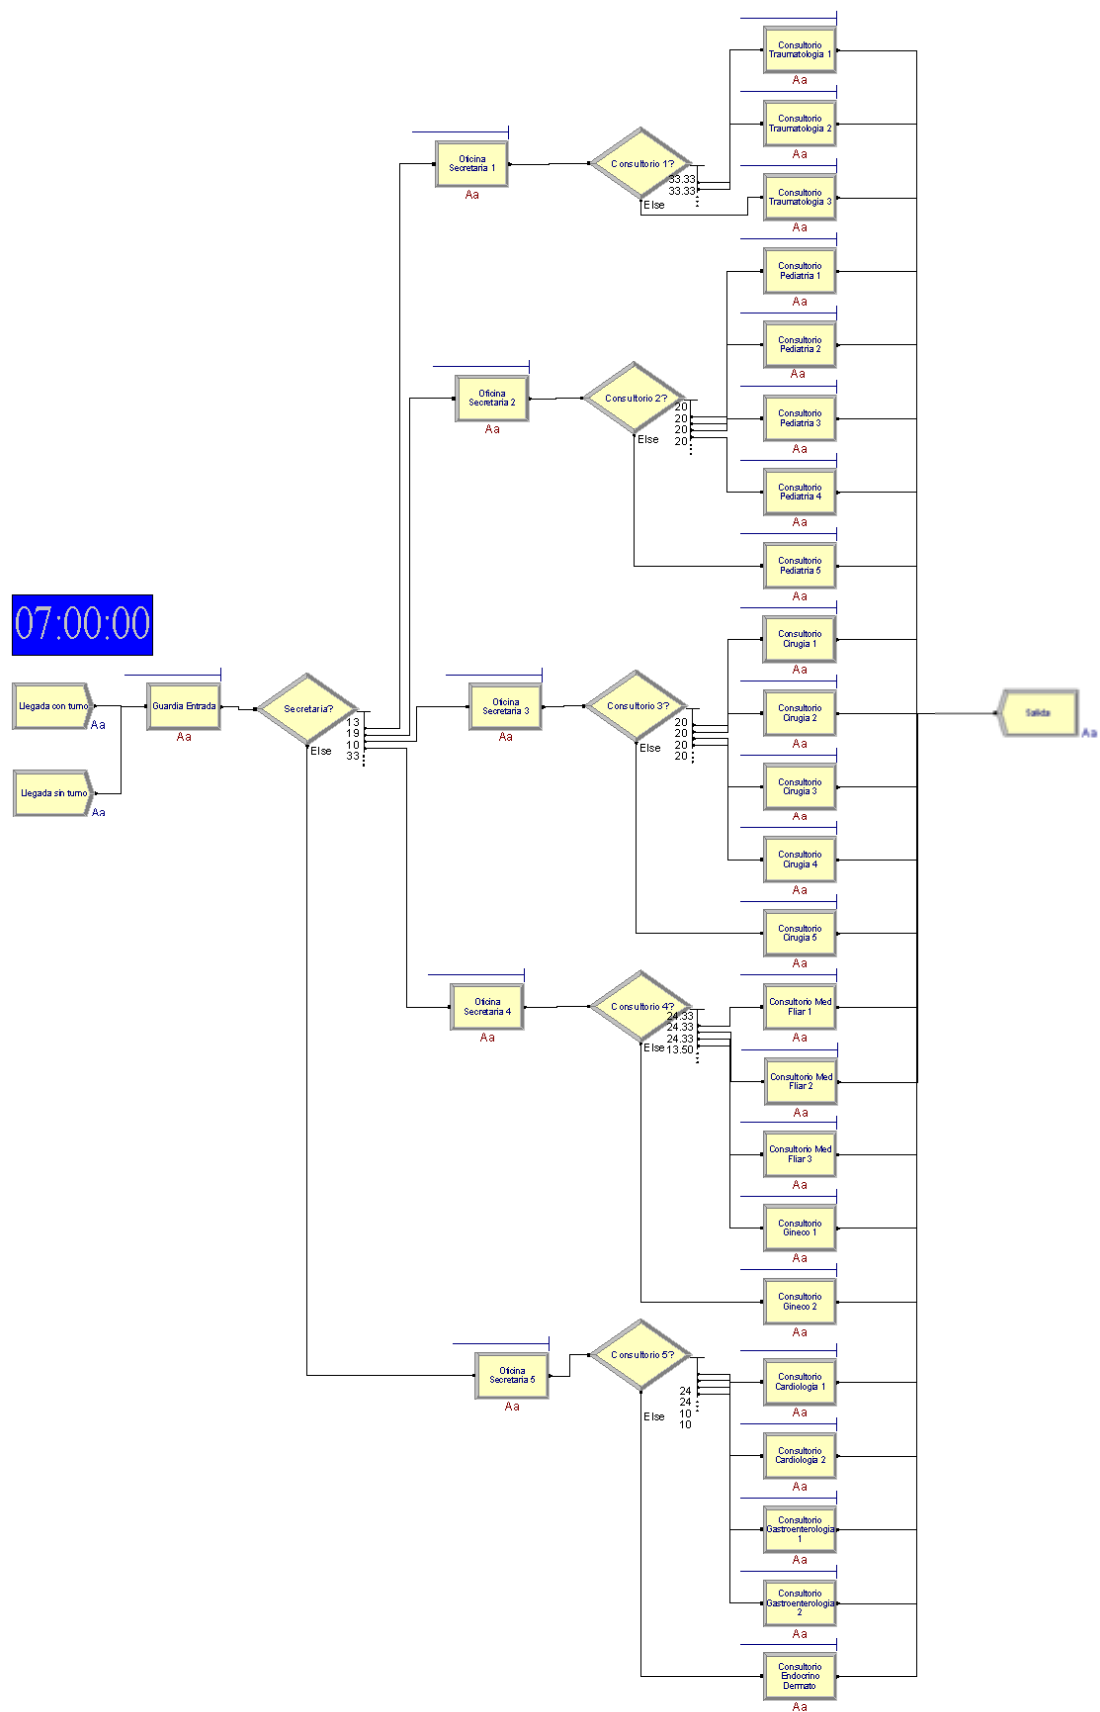 Consultorio
Traumatologia 1
Aa
Consultorio
Traumatologia 2
Aa
Oficina
Secretaria 1
Aa
Consultorio 1?
33.33
33.33
Else
Consultorio
Traumatologia 3
Aa
Consultorio
Pediatria 1
Aa
Consultorio
Pediatria 2
Aa
Oficina
Secretaria 2
Aa
Consultorio 2?
20
20
20
20
Else
Consultorio
Pediatria 3
Aa
Consultorio
Pediatria 4
Aa
Consultorio
Pediatria 5
Aa
07:00:00
Llegada con turno
Aa
Llegada sin turno
Aa
Guardia Entrada
Aa
Secretaria?
13
19
10
33
Else
Oficina
Secretaria 3
Aa
Consultorio 3?
20
20
20
20
Else
Consultorio
Cirugia 1
Aa
Consultorio
Cirugia 2
Aa
Consultorio
Cirugia 3
Aa
Consultorio
Cirugia 4
Aa
Consultorio
Cirugia 5
Aa
Salida
Aa
Oficina
Secretaria 4
Aa
Consultorio 4?
24.33
24.33
24.33
13.50
Else
Consultorio Med
Fliar 1
Aa
Consultorio Med
Fliar 2
Aa
Consultorio Med
Fliar 3
Aa
Consultorio
Gineco 1
Aa
Consultorio
Gineco 2
Aa
Oficina
Secretaria 5
Aa
Consultorio 5?
24
24
10
10
Else
Consultorio
Cardiologia 1
Aa
Consultorio
Cardiologia 2
Aa
Consultorio
Gastroenterologia
1
Aa
Consultorio
Gastroenterologia
2
Aa
Consultorio
Endocrino
Dermato
Aa